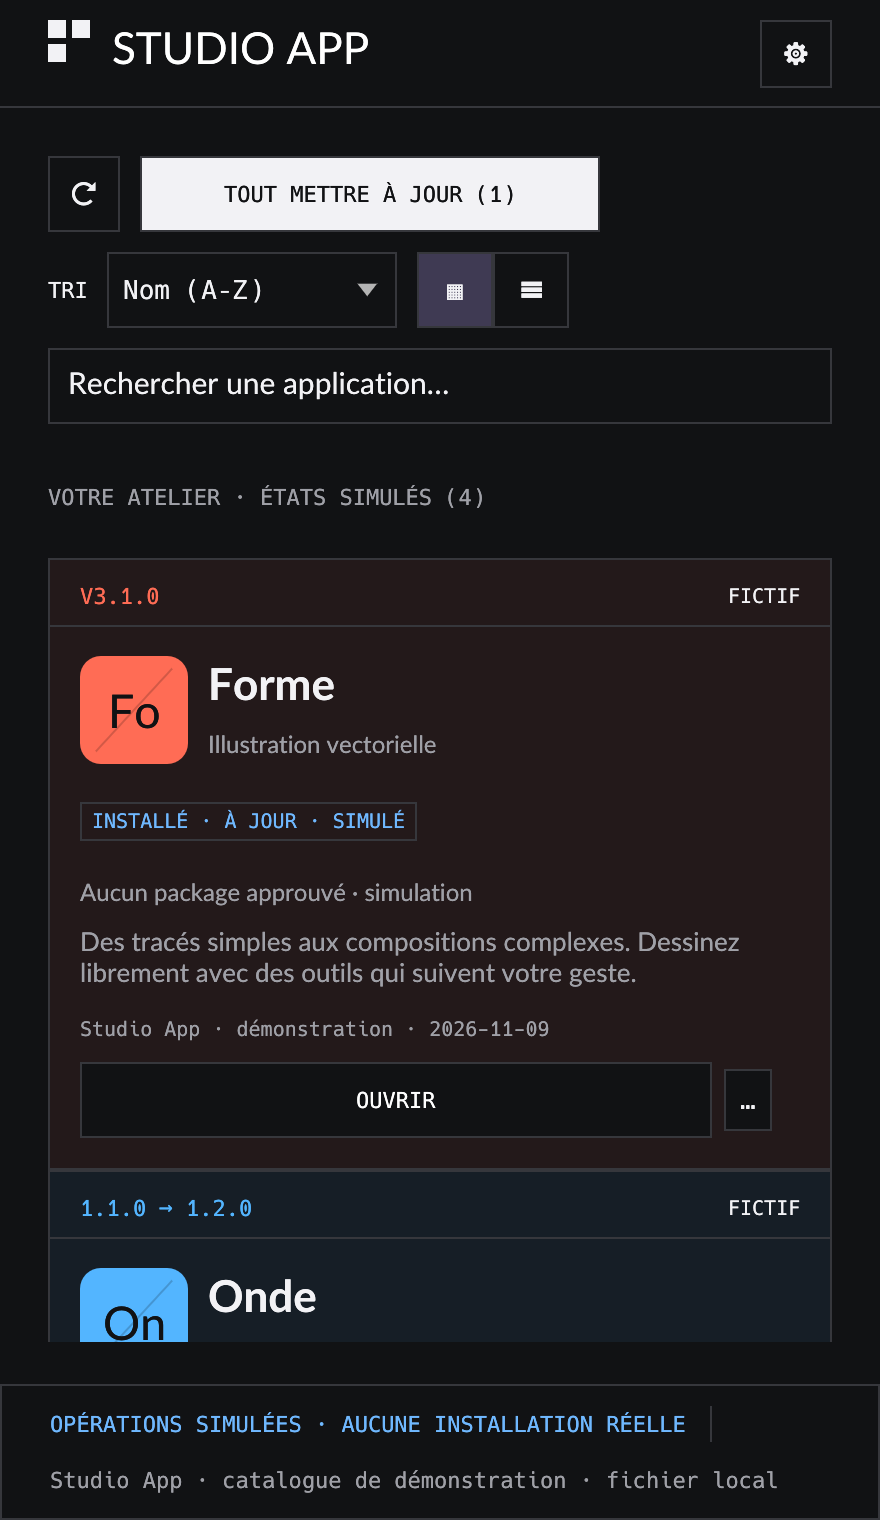 STUDIO APP
TOUT METTRE À JOUR (1)
TRI
Nom (A-Z)
Rechercher une application…
VOTRE ATELIER · ÉTATS SIMULÉS (4)
V3.1.0
FICTIF
Fo
Forme
Illustration vectorielle
INSTALLÉ · À JOUR · SIMULÉ
Aucun package approuvé · simulation
Des tracés simples aux compositions complexes. Dessinez
librement avec des outils qui suivent votre geste.
Studio App · démonstration · 2026-11-09
OUVRIR
…
1.1.0 → 1.2.0
FICTIF
On
Onde
OPÉRATIONS SIMULÉES · AUCUNE INSTALLATION RÉELLE
Studio App · catalogue de démonstration · fichier local